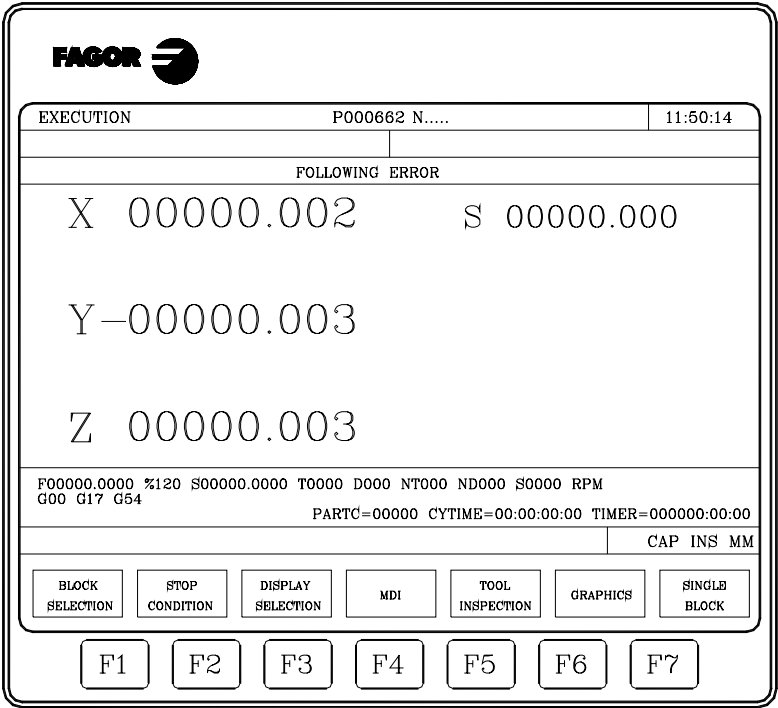 FAGOR
EXECUTION P000662 N..... 11:50:14
FOLLOWING ERROR
X 00000.002 S 00000.000
Y-00000.003
Z 00000.003
F00000.0000 %120 S00000.0000 T0000 D000 NT000 ND000 S0000 RPM
G00 G17 G54
PARTC=00000 CYTIME=00:00:00:00 TIMER=000000:00:00
CAP INS MM
BLOCK SELECTION
STOP CONDITION
DISPLAY SELECTION
MDI
TOOL INSPECTION
GRAPHICS
SINGLE BLOCK
F1 F2 F3 F4 F5 F6 F7